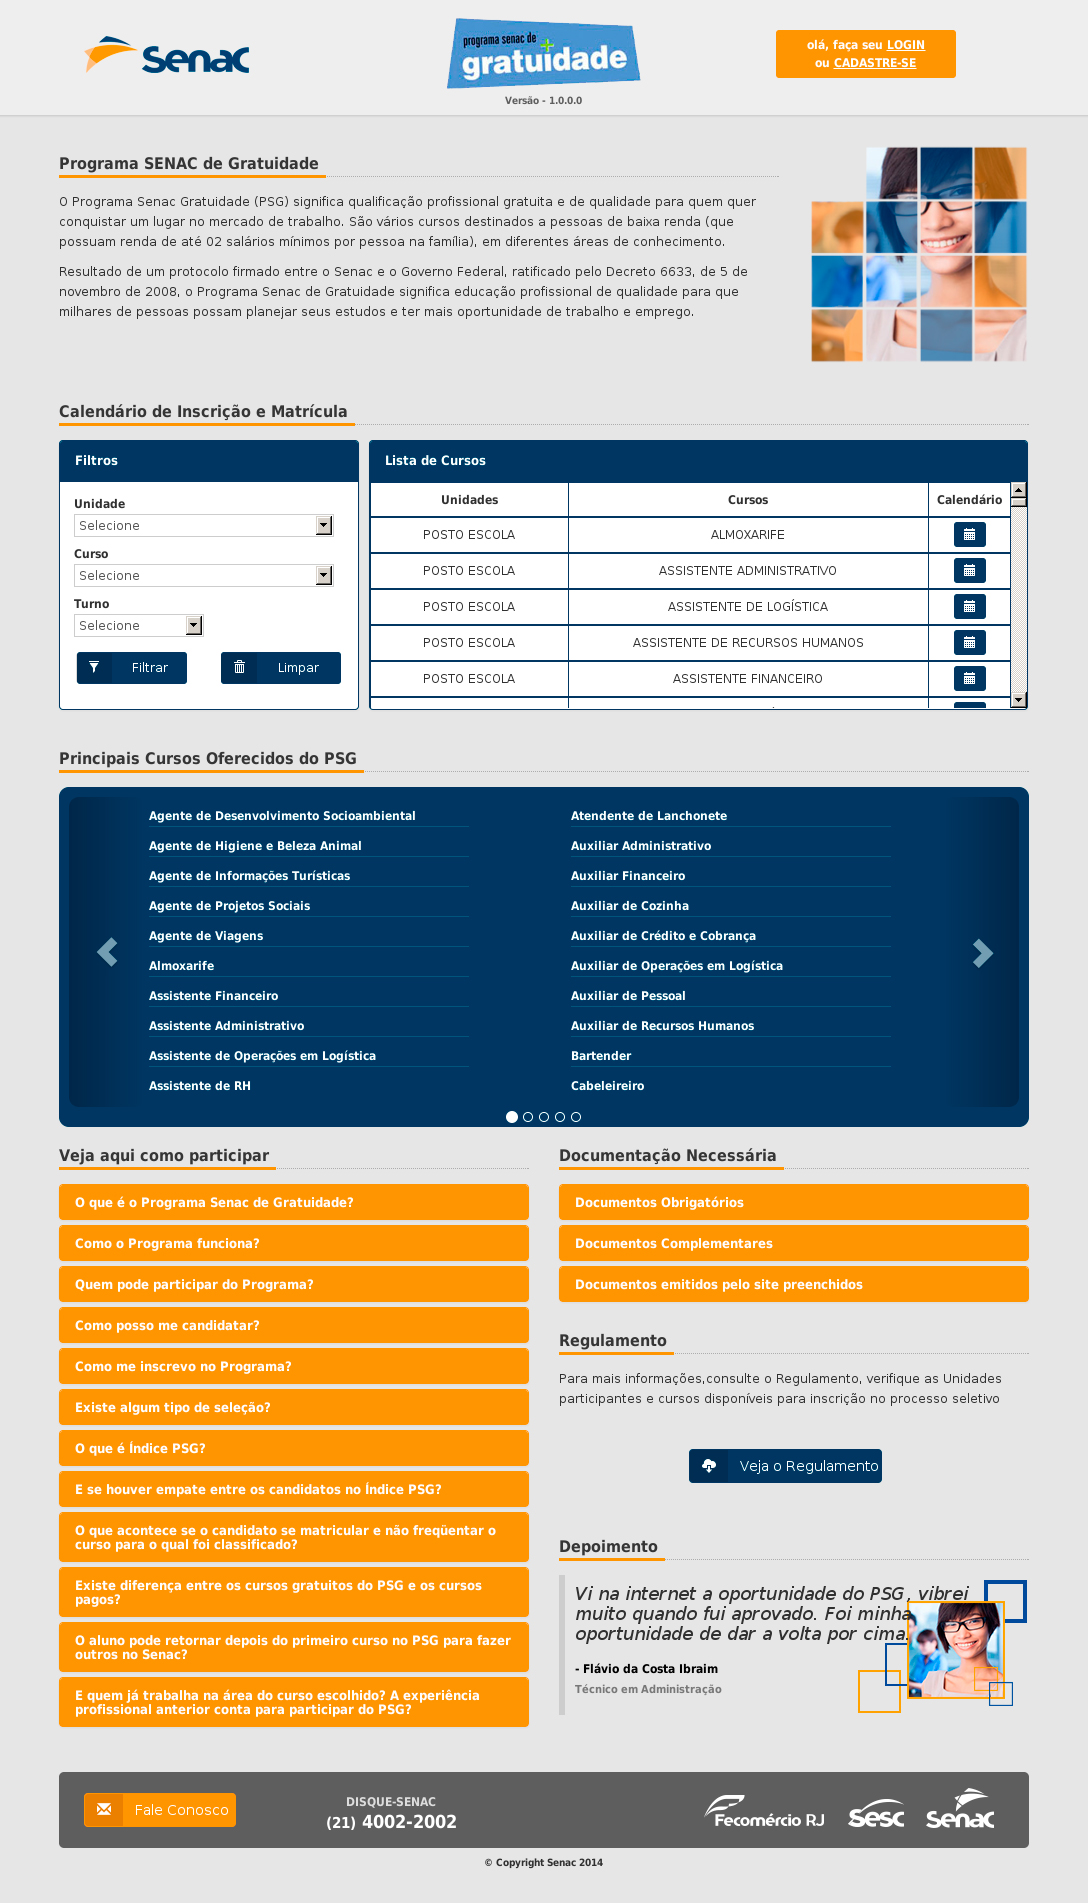 Senac
programa senac de
gratuidade
Versão - 1.0.0.0
olá, faça seu LOGIN
ou CADASTRE-SE
Programa SENAC de Gratuidade
O Programa Senac Gratuidade (PSG) significa qualificação profissional gratuita e de qualidade para quem quer
conquistar um lugar no mercado de trabalho. São vários cursos destinados a pessoas de baixa renda (que
possuam renda de até 02 salários mínimos por pessoa na família), em diferentes áreas de conhecimento.
Resultado de um protocolo firmado entre o Senac e o Governo Federal, ratificado pelo Decreto 6633, de 5 de
novembro de 2008, o Programa Senac de Gratuidade significa educação profissional de qualidade para que
milhares de pessoas possam planejar seus estudos e ter mais oportunidade de trabalho e emprego.
Calendário de Inscrição e Matrícula
Filtros
Unidade
Selecione
Curso
Selecione
Turno
Selecione
Filtrar Limpar
Lista de Cursos
Unidades Cursos Calendário
POSTO ESCOLA ALMOXARIFE
POSTO ESCOLA ASSISTENTE ADMINISTRATIVO
POSTO ESCOLA ASSISTENTE DE LOGÍSTICA
POSTO ESCOLA ASSISTENTE DE RECURSOS HUMANOS
POSTO ESCOLA ASSISTENTE FINANCEIRO
Principais Cursos Oferecidos do PSG
Agente de Desenvolvimento Socioambiental
Agente de Higiene e Beleza Animal
Agente de Informações Turísticas
Agente de Projetos Sociais
Agente de Viagens
Almoxarife
Assistente Financeiro
Assistente Administrativo
Assistente de Operações em Logística
Assistente de RH
Atendente de Lanchonete
Auxiliar Administrativo
Auxiliar Financeiro
Auxiliar de Cozinha
Auxiliar de Crédito e Cobrança
Auxiliar de Operações em Logística
Auxiliar de Pessoal
Auxiliar de Recursos Humanos
Bartender
Cabeleireiro
Veja aqui como participar
O que é o Programa Senac de Gratuidade?
Como o Programa funciona?
Quem pode participar do Programa?
Como posso me candidatar?
Como me inscrevo no Programa?
Existe algum tipo de seleção?
O que é Índice PSG?
E se houver empate entre os candidatos no Índice PSG?
O que acontece se o candidato se matricular e não freqüentar o
curso para o qual foi classificado?
Existe diferença entre os cursos gratuitos do PSG e os cursos
pagos?
O aluno pode retornar depois do primeiro curso no PSG para fazer
outros no Senac?
E quem já trabalha na área do curso escolhido? A experiência
profissional anterior conta para participar do PSG?
Documentação Necessária
Documentos Obrigatórios
Documentos Complementares
Documentos emitidos pelo site preenchidos
Regulamento
Para mais informações,consulte o Regulamento, verifique as Unidades
participantes e cursos disponíveis para inscrição no processo seletivo
Veja o Regulamento
Depoimento
Vi na internet a oportunidade do PSG, vibrei
muito quando fui aprovado. Foi minha
oportunidade de dar a volta por cima.
- Flávio da Costa Ibraim
Técnico em Administração
Fale Conosco
DISQUE-SENAC
(21) 4002-2002
Fecomércio RJ
Sesc
Senac
© Copyright Senac 2014